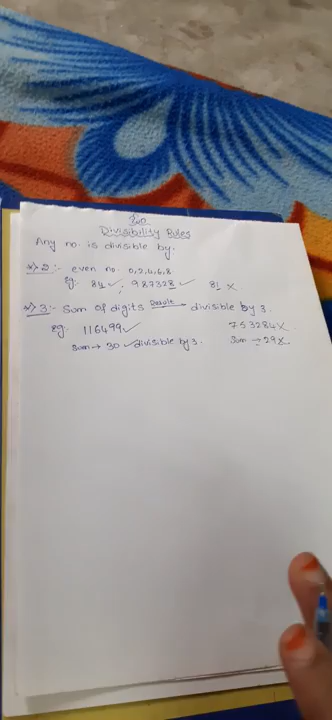 Divisibility Rules
Any no. is divisible by.
*) 2 :- even no. 0,2,4,6,8
eg: 84 ✓ ; 987328 ✓ 81 ×
*) 3 :- Sum of digits Result → divisible by 3.
eg. 116499 ✓ 753284 ×
Sum → 30 ✓ divisible by 3. Sum → 29 ×.